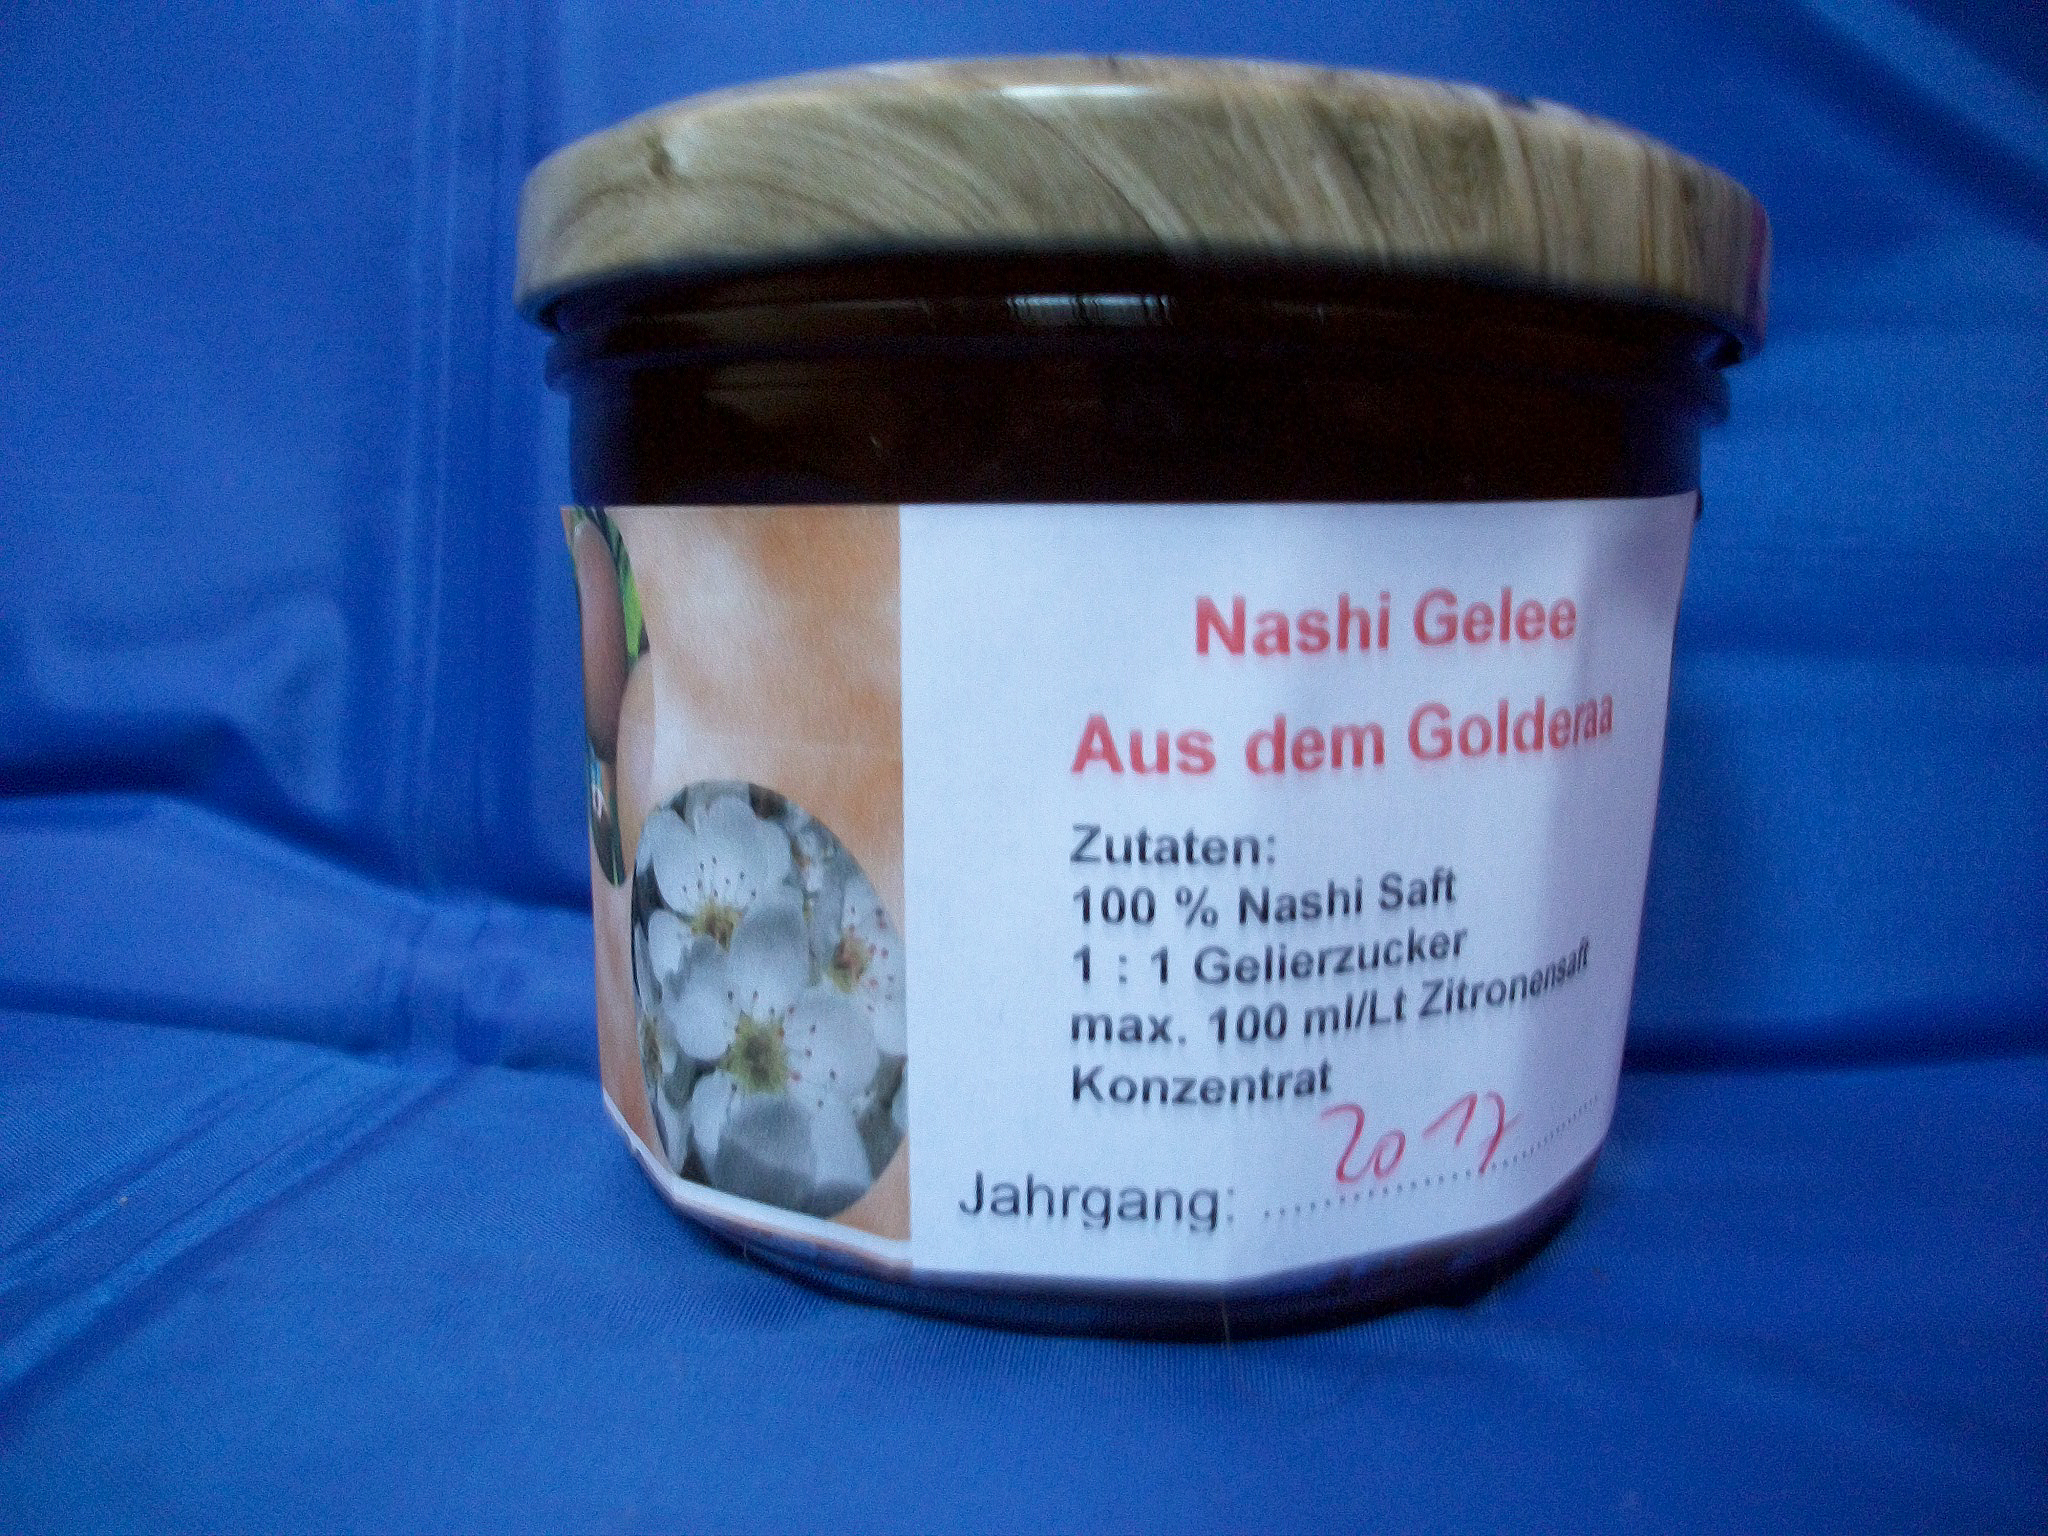 Nashi Gelee
Aus dem Golderaa
Zutaten:
100 % Nashi Saft
1 : 1 Gelierzucker
max. 100 ml/Lt Zitronensaft
Konzentrat
Jahrgang: 2017